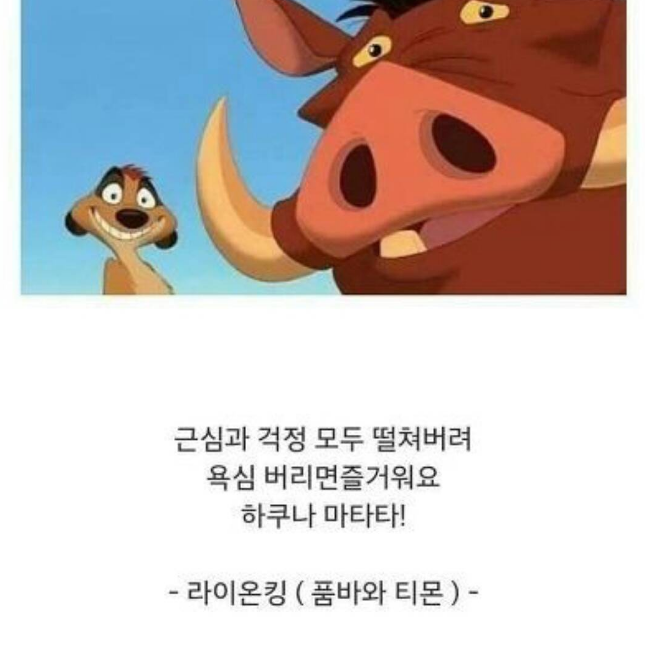 근심과 걱정 모두 떨쳐버려
욕심 버리면즐거워요
하쿠나 마타타!
- 라이온킹 ( 품바와 티몬 ) -